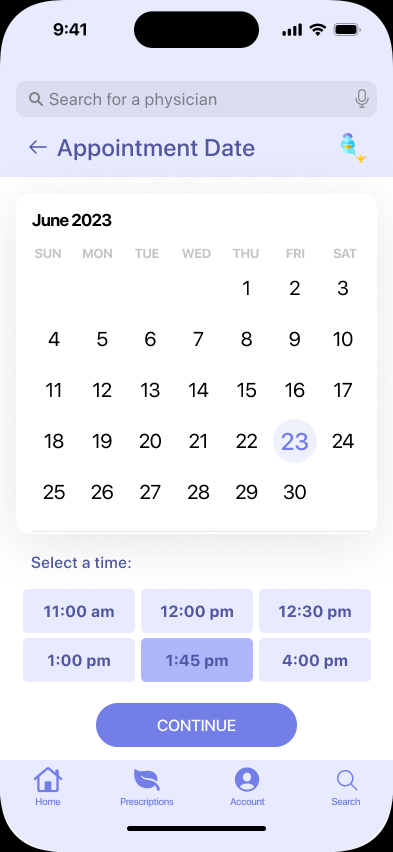 9:41
Search for a physician
Appointment Date
June 2023
SUN MON TUE WED THU FRI SAT
1 2 3
4 5 6 7 8 9 10
11 12 13 14 15 16 17
18 19 20 21 22 23 24
25 26 27 28 29 30
Select a time:
11:00 am 12:00 pm 12:30 pm
1:00 pm 1:45 pm 4:00 pm
CONTINUE
Home Prescriptions Account Search